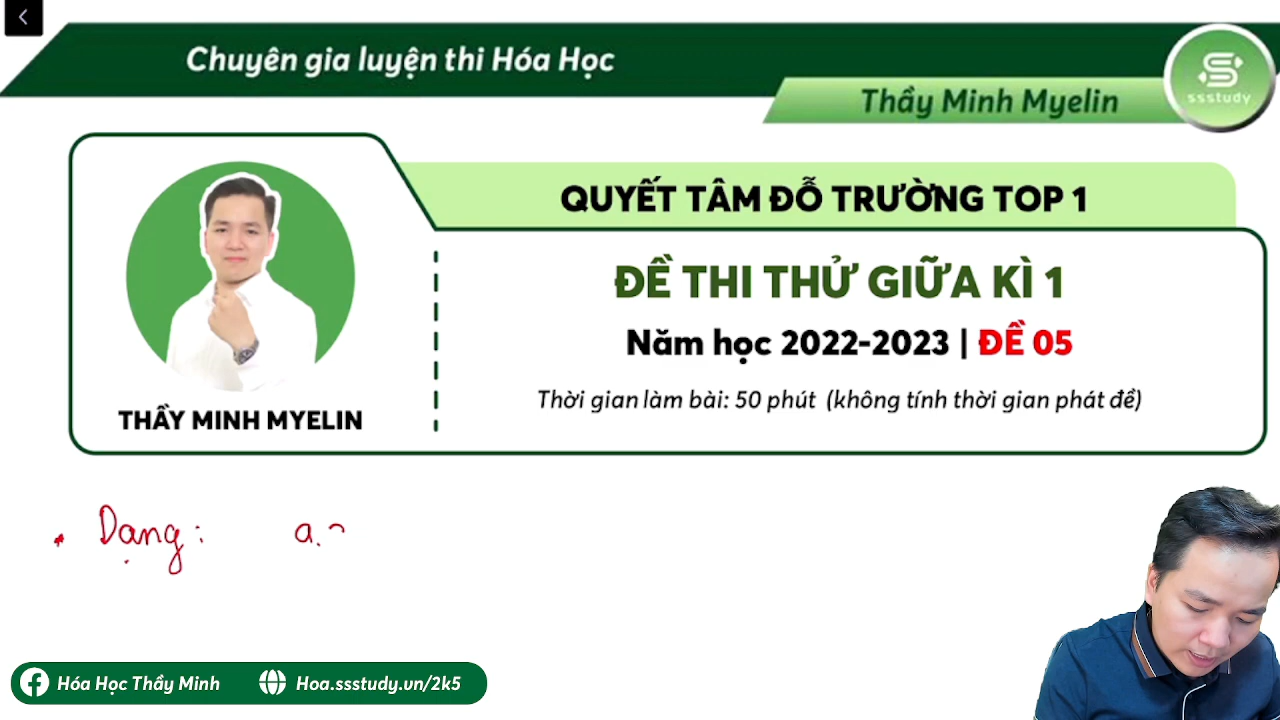 Chuyên gia luyện thi Hóa Học
Thầy Minh Myelin
ssstudy
QUYẾT TÂM ĐỖ TRƯỜNG TOP 1
ĐỀ THI THỬ GIỮA KÌ 1
Năm học 2022-2023 | ĐỀ 05
Thời gian làm bài: 50 phút (không tính thời gian phát đề)
THẦY MINH MYELIN
Dạng: a.
Hóa Học Thầy Minh
Hoa.ssstudy.vn/2k5